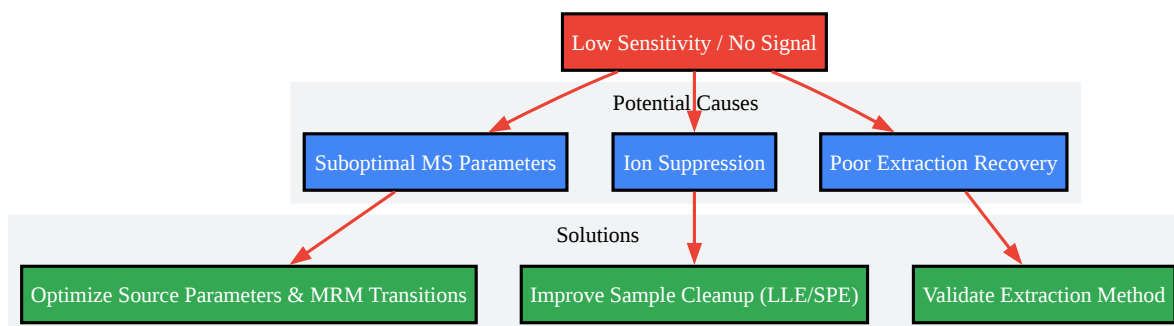 Low Sensitivity / No Signal
Potential Causes
Suboptimal MS Parameters
Ion Suppression
Poor Extraction Recovery
Solutions
Optimize Source Parameters & MRM Transitions
Improve Sample Cleanup (LLE/SPE)
Validate Extraction Method